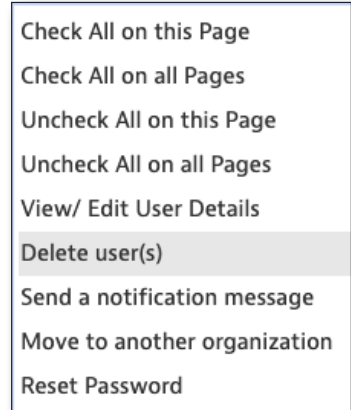 Check All on this Page
Check All on all Pages
Uncheck All on this Page
Uncheck All on all Pages
View/ Edit User Details
Delete user(s)
Send a notification message
Move to another organization
Reset Password